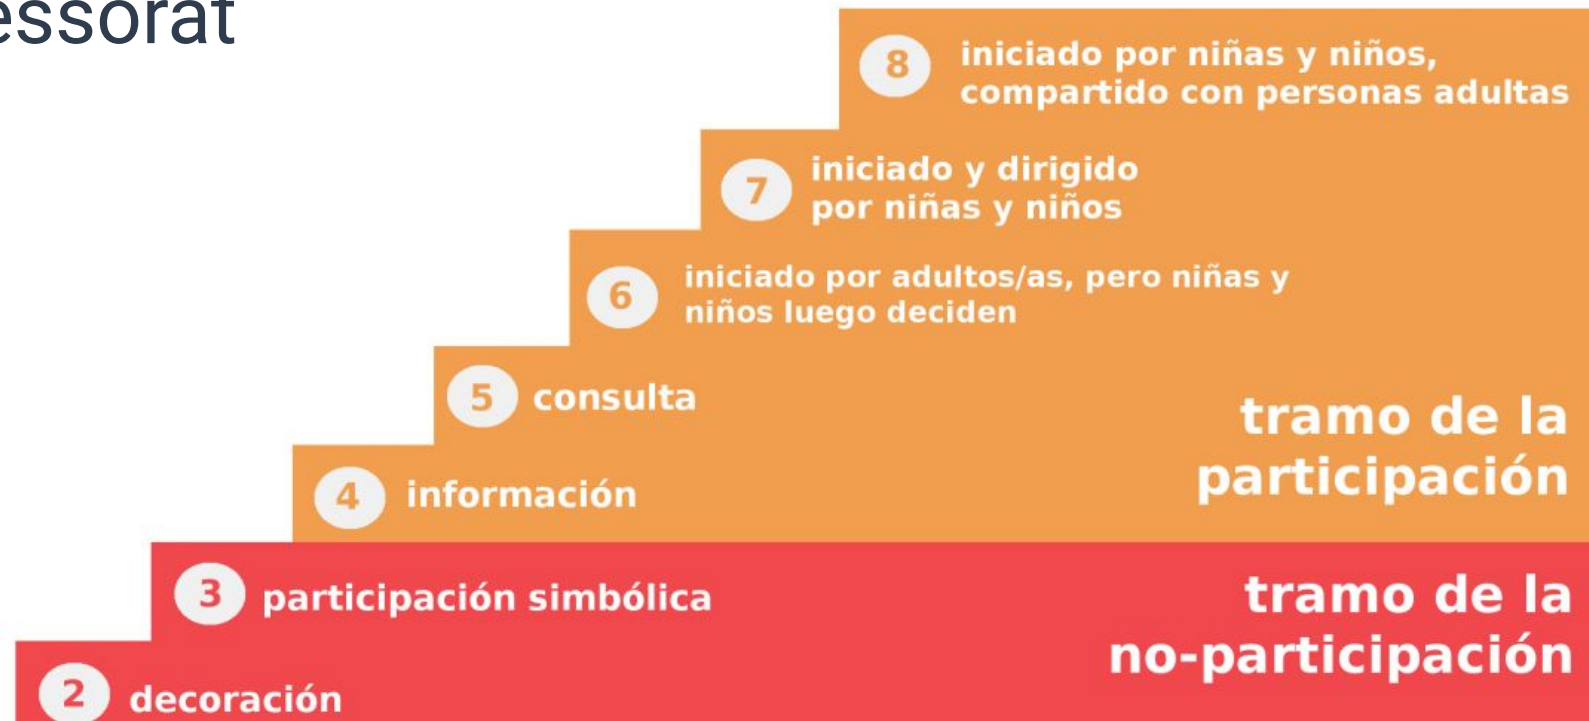 8
iniciado por niñas y niños,
compartido con personas adultas
7
iniciado y dirigido
por niñas y niños
6
iniciado por adultos/as, pero niñas y
niños luego deciden
5 consulta
tramo de la
participación
4 información
3 participación simbólica
tramo de la
no-participación
2 decoración